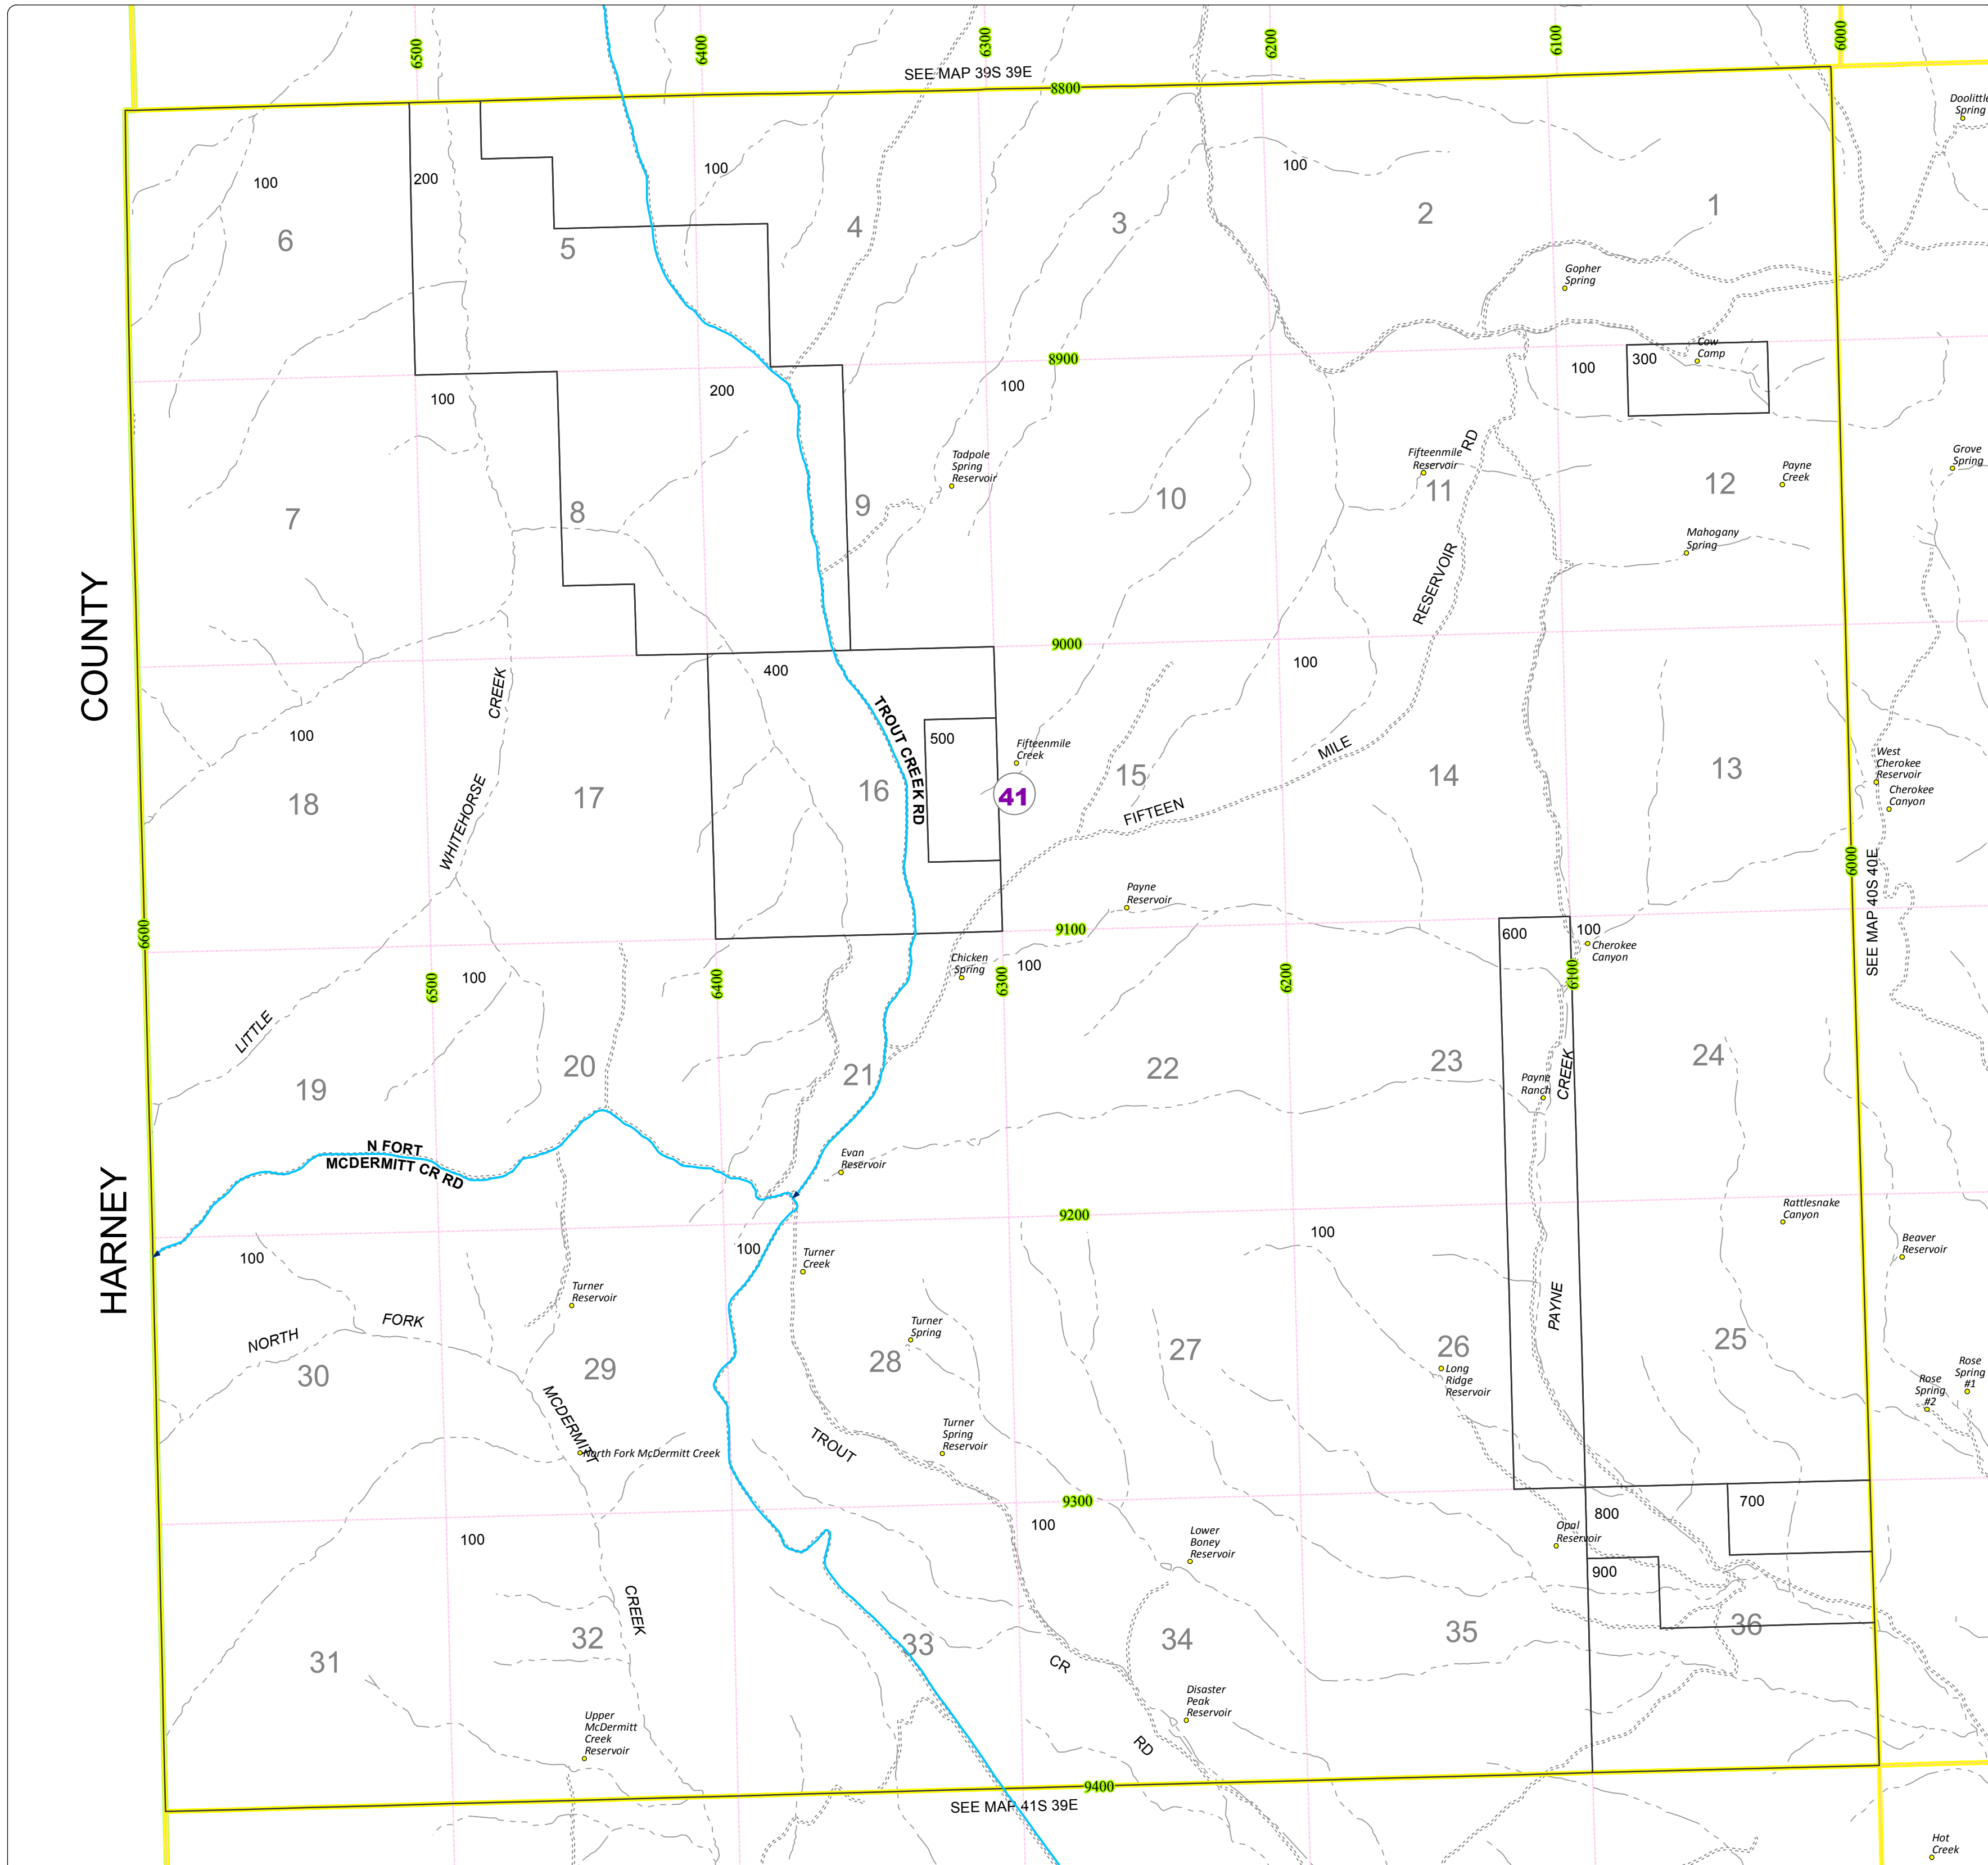 6500
6400
6300
6200
6100
6000
SEE MAP 39S 39E
8800
Doolittle
Spring
100
200
100
100
6
5
4
3
2
1
Gopher
Spring
8900
Cow
Camp
300
100
100
200
100
Tadpole
Spring
Reservoir
Fifteenmile
Reservoir
RD
Grove
Spring
Payne
Creek
7
8
9
10
11
12
Mahogany
Spring
RESERVOIR
COUNTY
9000
400
100
CREEK
TROUT CREEK RD
100
500
Fifteenmile
Creek
MILE
West
Cherokee
Reservoir
Cherokee
Canyon
41
18
17
16
15
14
13
WHITEHORSE
FIFTEEN
6000
SEE MAP 40S 40E
Payne
Reservoir
6600
9100
600
100
Cherokee
Canyon
Chicken
Spring
100
100
6500
6400
6300
6200
6100
LITTLE
19
20
21
22
23
24
Payne
Ranch
CREEK
N FORT
MCDERMITT CR RD
Evan
Reservoir
HARNEY
9200
Rattlesnake
Canyon
100
100
100
Turner
Creek
Beaver
Reservoir
Turner
Reservoir
PAYNE
NORTH
FORK
Turner
Spring
30
29
28
27
26
25
Long
Ridge
Reservoir
Rose
Spring
#1
Rose
Spring
#2
MCDERMITT
North Fork McDermitt Creek
TROUT
Turner
Spring
Reservoir
9300
100
100
800
700
Opal
Reservoir
Lower
Boney
Reservoir
900
CREEK
31
32
33
34
35
36
CR
Disaster
Peak
Reservoir
Upper
McDermitt
Creek
Reservoir
RD
9400
SEE MAP 41S 39E
Hot
Creek